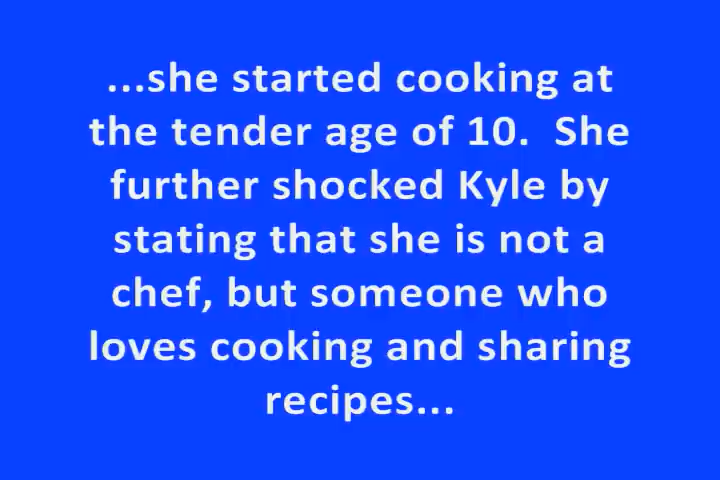 ...she started cooking at
the tender age of 10.  She
further shocked Kyle by
stating that she is not a
chef, but someone who
loves cooking and sharing
recipes...